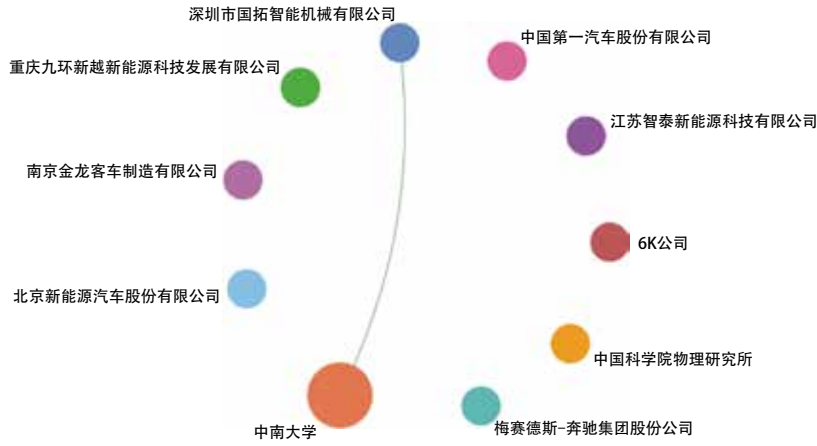 深圳市国拓智能机械有限公司
中国第一汽车股份有限公司
重庆九环新越新能源科技发展有限公司
江苏智泰新能源科技有限公司
南京金龙客车制造有限公司
6K公司
北京新能源汽车股份有限公司
中国科学院物理研究所
中南大学
梅赛德斯-奔驰集团股份公司